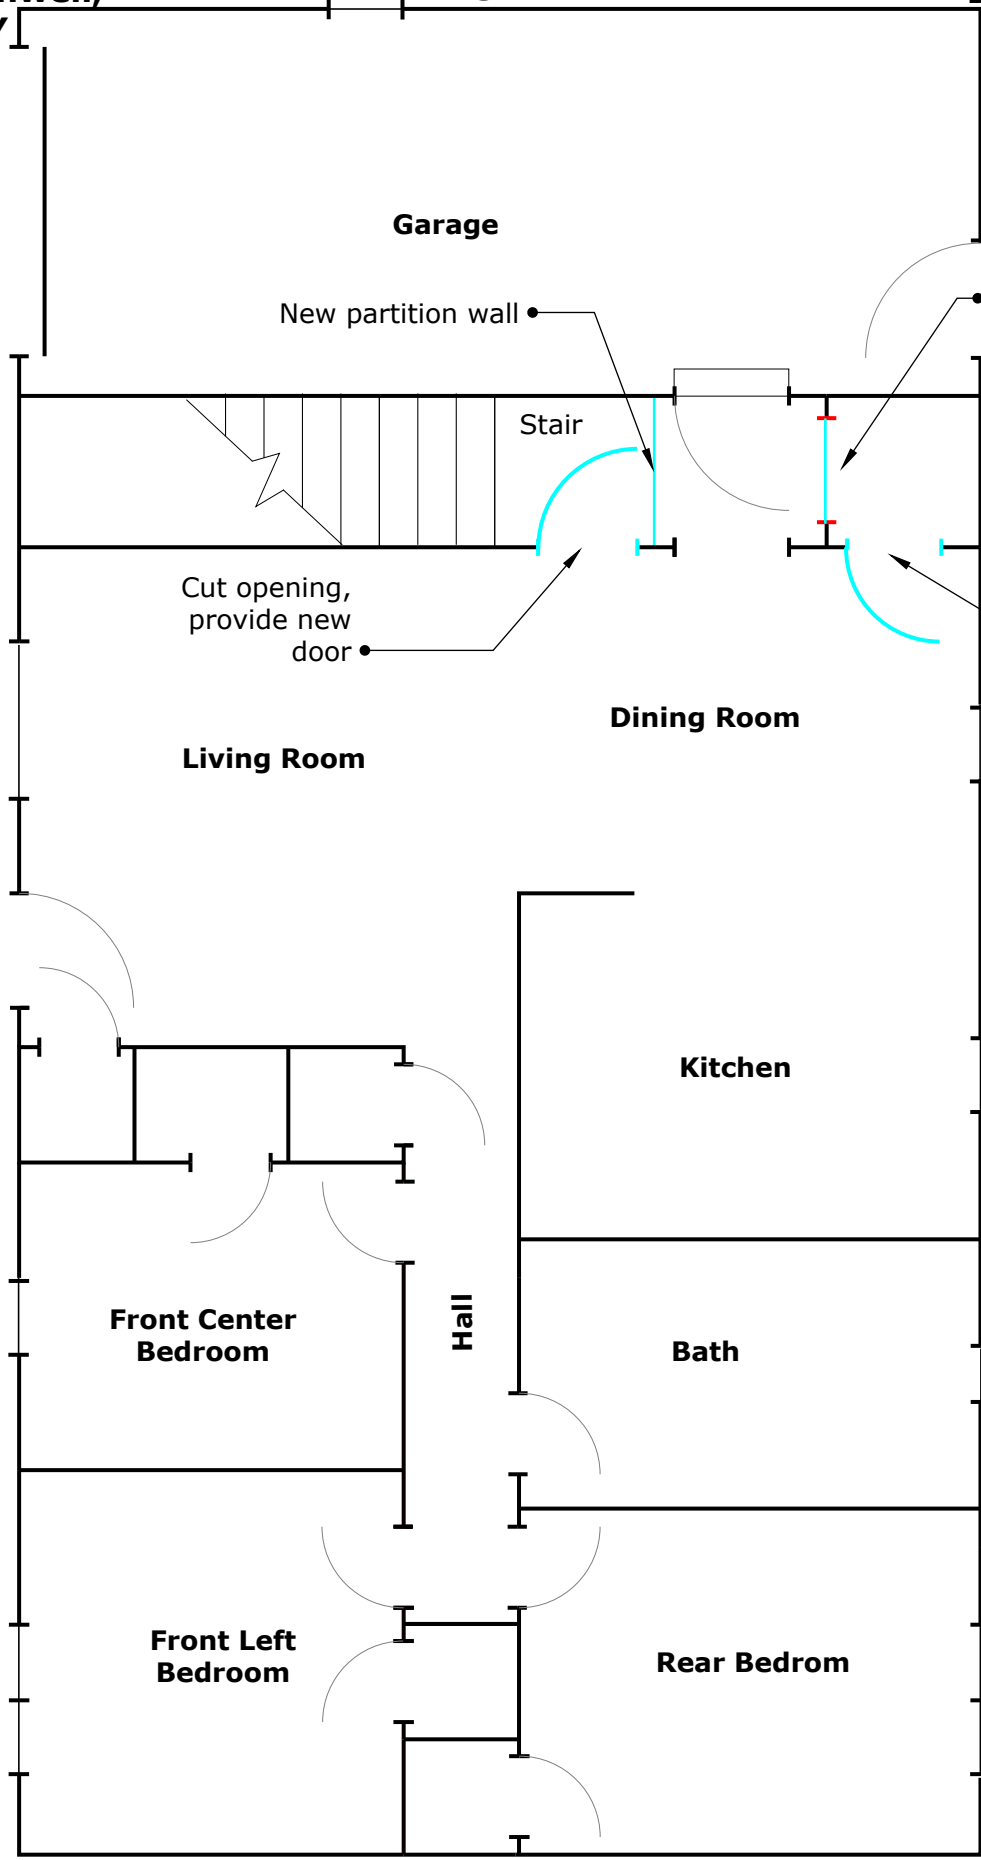 Garage
New partition wall
Stair
Cut opening,
provide new
door
Dining Room
Living Room
Kitchen
Front Center
Bedroom
Hall
Bath
Front Left
Bedroom
Rear Bedrom